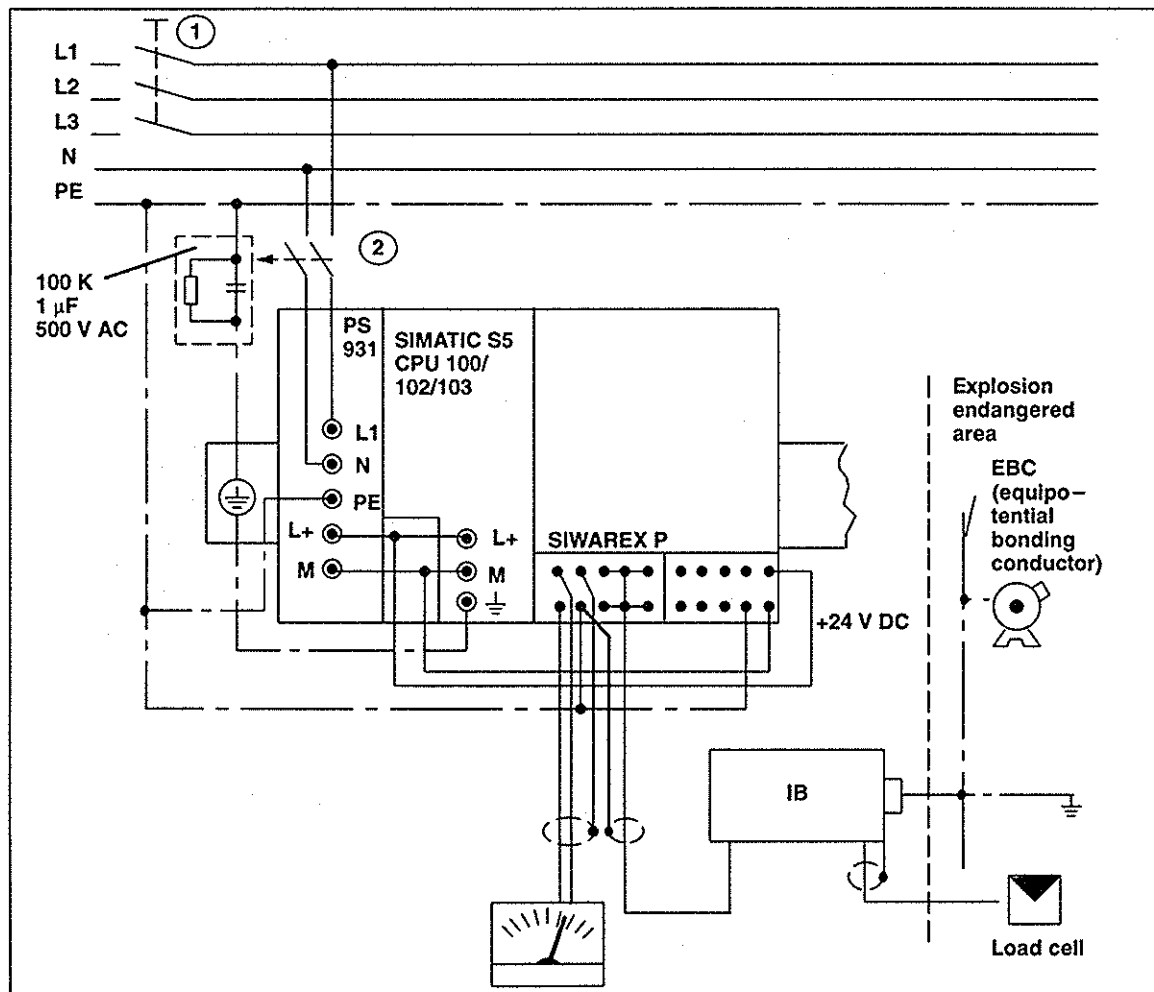 1
L1
L2
L3
N
PE
2
100 K
1 µF
500 V AC
PS
931
SIMATIC S5
CPU 100/
102/103
L1
N
PE
L+
M
L+
M
SIWAREX P
+24 V DC
Explosion
endangered
area
EBC
(equipo–
tential
bonding
conductor)
IB
Load cell